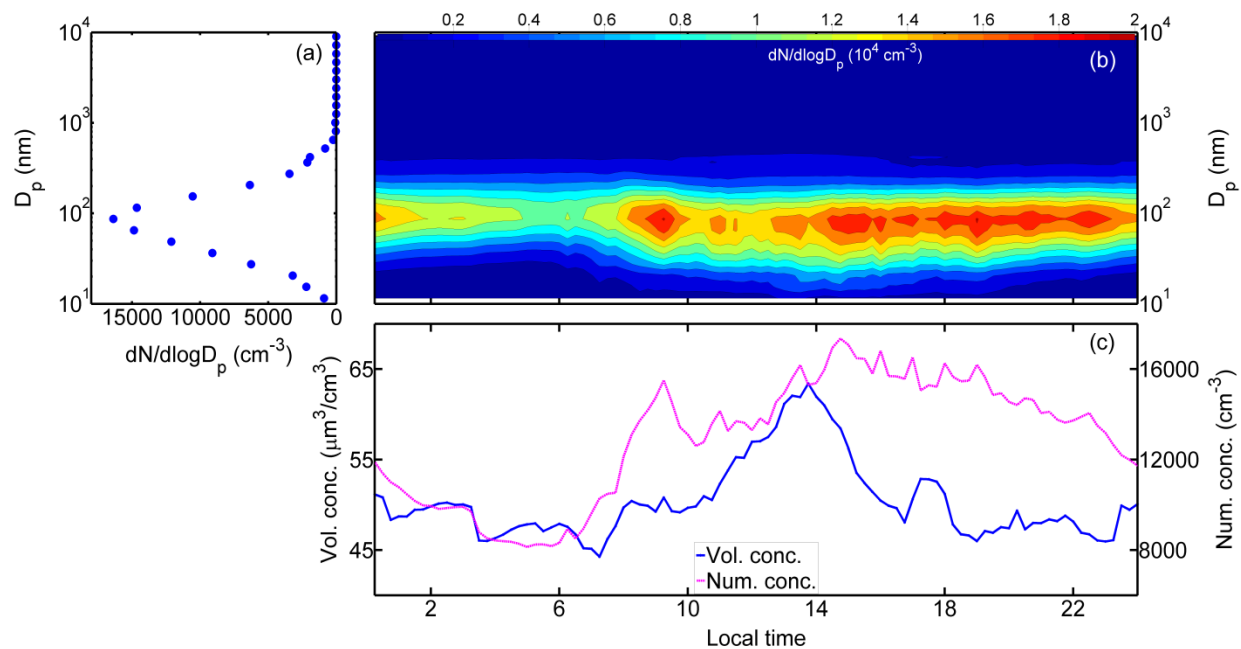 0.2 0.4 0.6 0.8 1 1.2 1.4 1.6 1.8 2
10⁴
(a)
10³
10²
10¹
D_p (nm)
15000 10000 5000 0
dN/dlogD_p (cm⁻³)
dN/dlogD_p (10⁴ cm⁻³)
(b)
10⁴
10³
10²
10¹
D_p (nm)
(c)
65
55
45
Vol. conc. (μm³/cm³)
16000
12000
8000
Num. conc. (cm⁻³)
Vol. conc.
Num. conc.
2 6 10 14 18 22
Local time